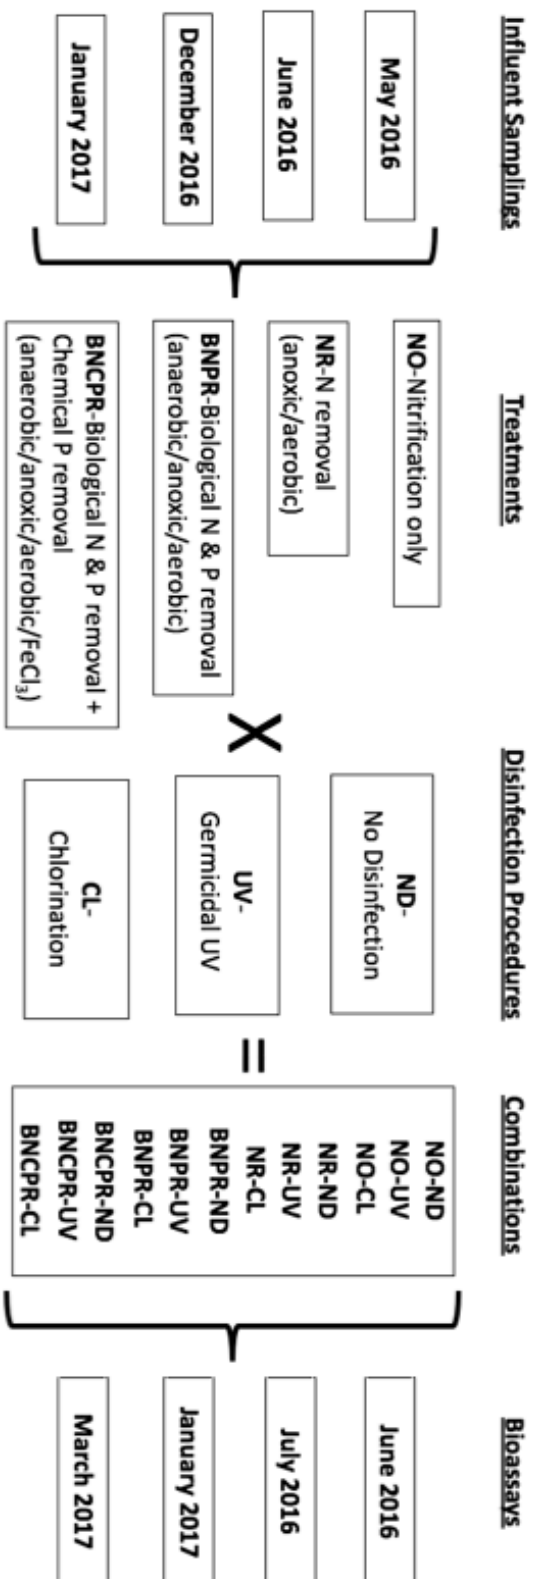 Influent Samplings
May 2016
June 2016
December 2016
January 2017
Treatments
NO-Nitrification only
NR-N removal
(anoxic/aerobic)
BNPR-Biological N & P removal
(anaerobic/anoxic/aerobic)
BNCPR-Biological N & P removal +
Chemical P removal
(anaerobic/anoxic/aerobic/FeCl₃)
X
Disinfection Procedures
ND-
No Disinfection
UV-
Germicidal UV
CL-
Chlorination
=
Combinations
NO-ND
NO-UV
NO-CL
NR-ND
NR-UV
NR-CL
BNPR-ND
BNPR-UV
BNPR-CL
BNCPR-ND
BNCPR-UV
BNCPR-CL
Bioassays
June 2016
July 2016
January 2017
March 2017